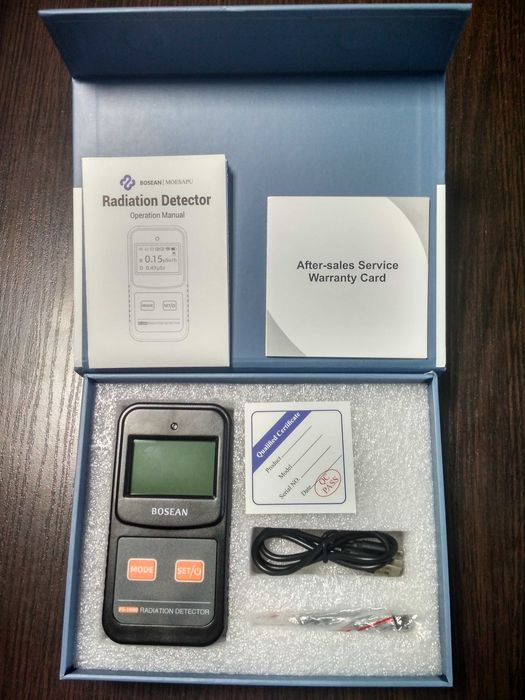 BOSEAN | MOESAPU
Radiation Detector
Operation Manual
0.15 μSv/h
MODE
SET/⏻
After-sales Service
Warranty Card
Qualified Certificate
Product
Model
Serial NO.
Date
QC
PASS
BOSEAN
MODE
SET/⏻
RADIATION DETECTOR